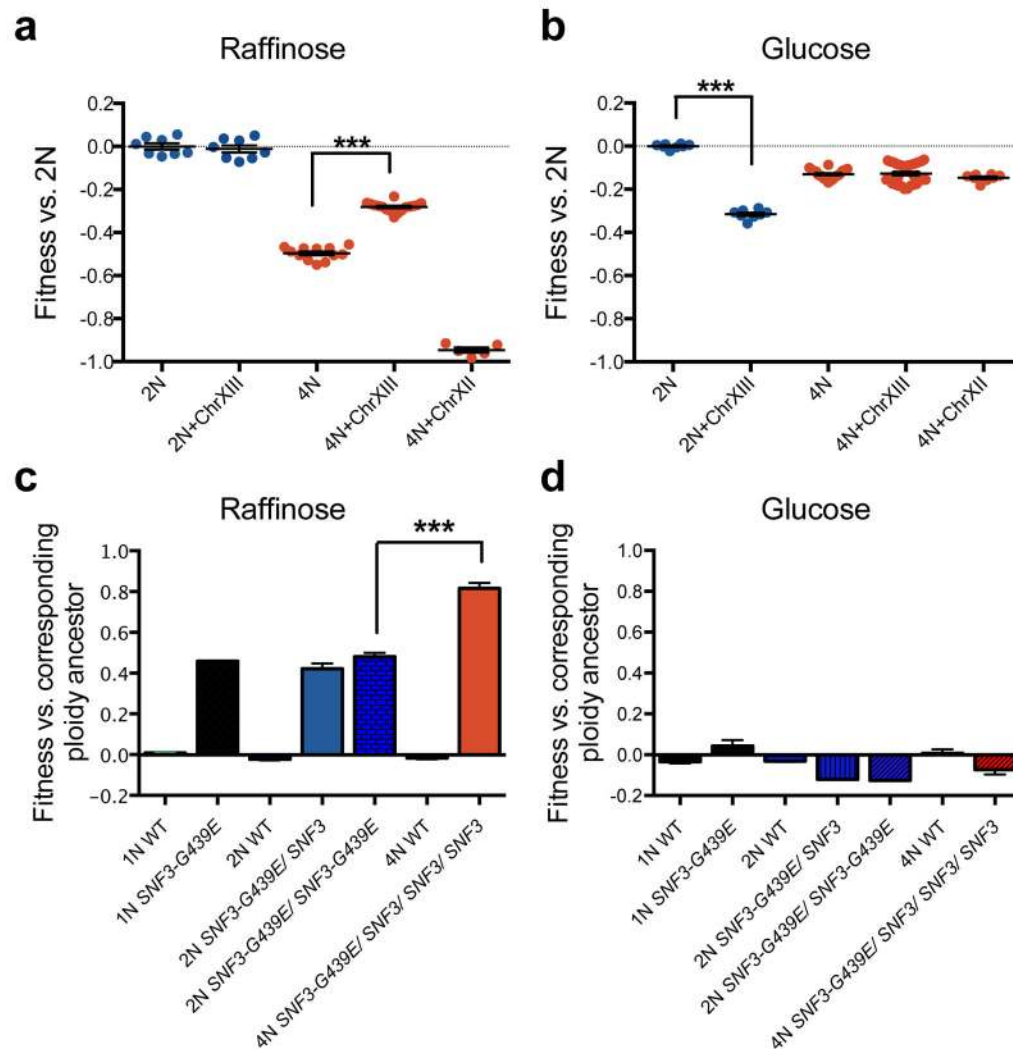 a
Raffinose
Fitness vs. 2N
0.2
0.0
-0.2
-0.4
-0.6
-0.8
-1.0
***
2N
2N+ChrXIII
4N
4N+ChrXIII
4N+ChrXII
b
Glucose
Fitness vs. 2N
0.2
0.0
-0.2
-0.4
-0.6
-0.8
-1.0
***
2N
2N+ChrXIII
4N
4N+ChrXIII
4N+ChrXII
c
Raffinose
Fitness vs. corresponding
ploidy ancestor
1.0
0.8
0.6
0.4
0.2
0.0
-0.2
***
1N WT
1N SNF3-G439E
2N WT
2N SNF3-G439E/ SNF3
2N SNF3-G439E/ SNF3-G439E
4N WT
4N SNF3-G439E/ SNF3/ SNF3/ SNF3
d
Glucose
Fitness vs. corresponding
ploidy ancestor
1.0
0.8
0.6
0.4
0.2
0.0
-0.2
1N WT
1N SNF3-G439E
2N WT
2N SNF3-G439E/ SNF3
2N SNF3-G439E/ SNF3-G439E
4N WT
4N SNF3-G439E/ SNF3/ SNF3/ SNF3